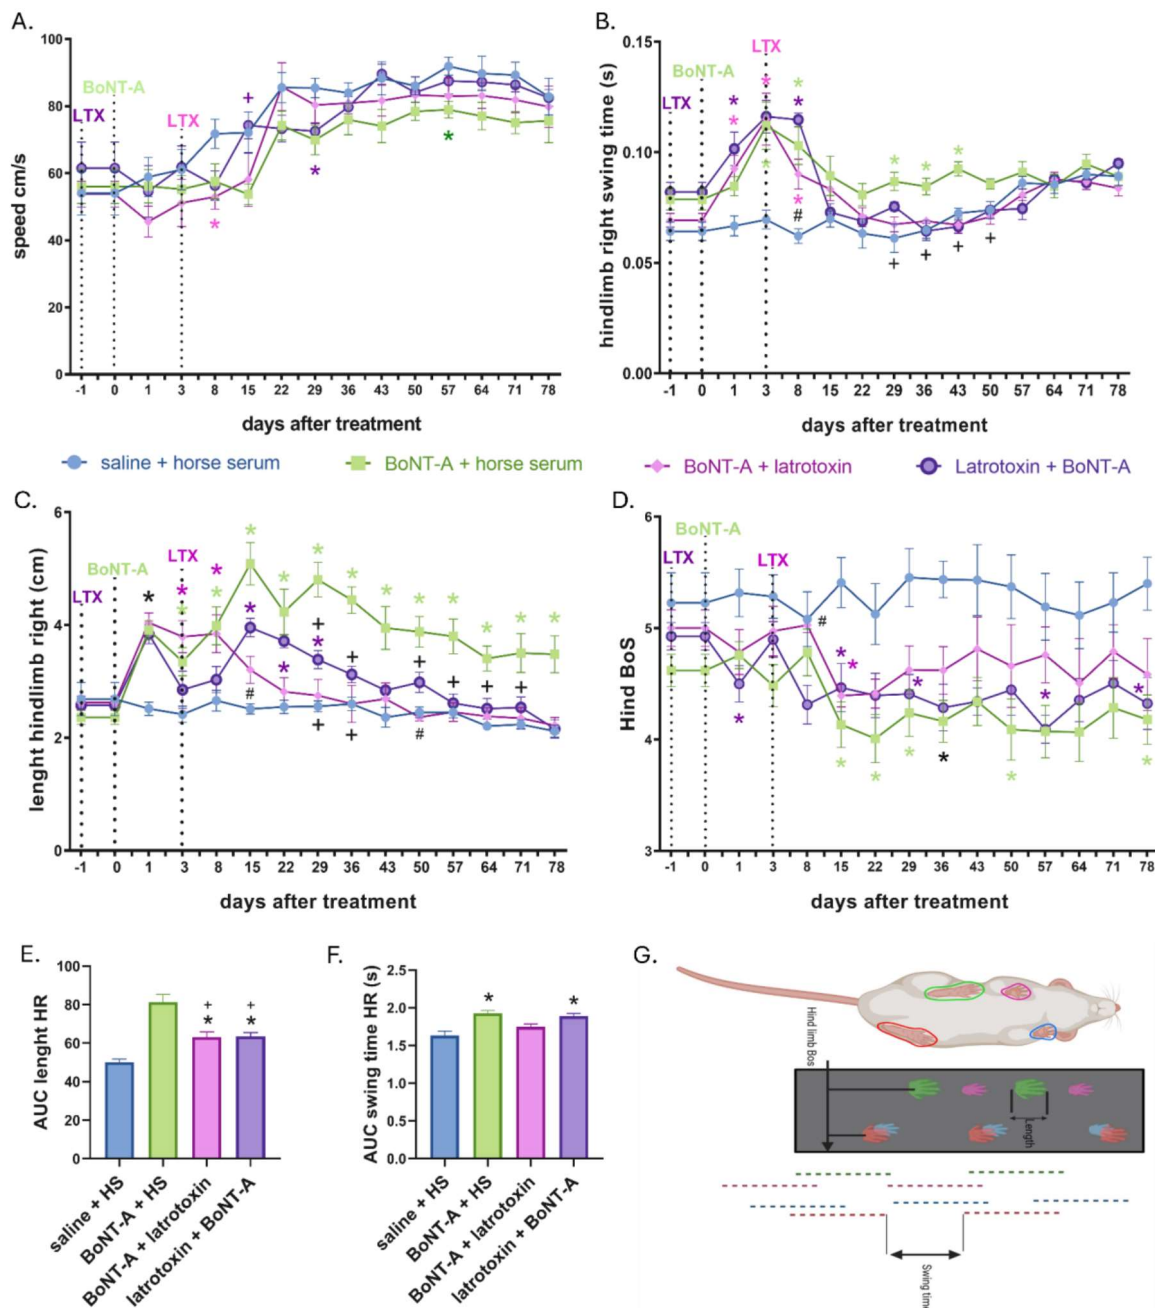 A.
100
80
60
40
20
0
speed cm/s
BoNT-A
LTX
LTX
+
*
*
*
-1 0 1 3 8 15 22 29 36 43 50 57 64 71 78
days after treatment
B.
0.15
0.10
0.05
0.00
hindlimb right swing time (s)
LTX
BoNT-A
LTX
* * *
* *
* * * *
*
#
+ + + +
-1 0 1 3 8 15 22 29 36 43 50 57 64 71 78
days after treatment
saline + horse serum
BoNT-A + horse serum
BoNT-A + latrotoxin
Latrotoxin + BoNT-A
C.
6
4
2
0
lenght hindlimb right (cm)
BoNT-A
LTX
LTX
* * * * * * * * * * * * * * *
* * *
+ + + + + +
# + + #
-1 0 1 3 8 15 22 29 36 43 50 57 64 71 78
days after treatment
D.
6
5
4
3
Hind BoS
BoNT-A
LTX
LTX
#
* *
* * * *
* * * * * *
-1 0 1 3 8 15 22 29 36 43 50 57 64 71 78
days after treatment
E.
100
80
60
40
20
0
AUC lenght HR
+ +
* *
saline + HS
BoNT-A + HS
BoNT-A + latrotoxin
latrotoxin + BoNT-A
F.
2.5
2.0
1.5
1.0
0.5
0.0
AUC swing time HR (s)
* *
saline + HS
BoNT-A + HS
BoNT-A + latrotoxin
latrotoxin + BoNT-A
G.
Hind limb Bos
Length
Swing time